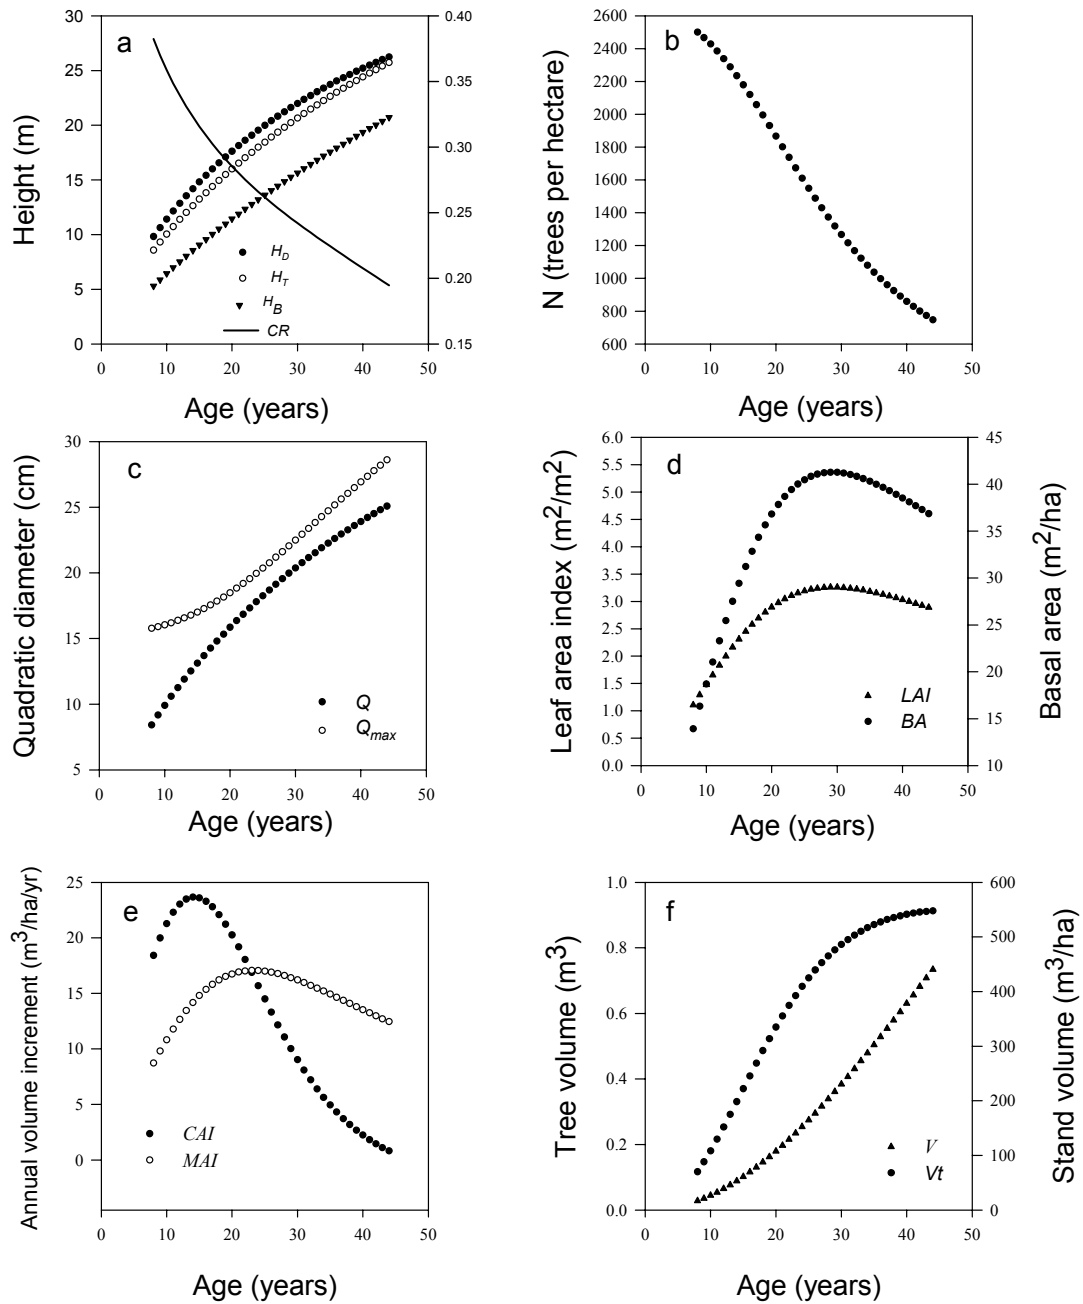 a
Height (m)
30
25
20
15
10
5
0
0.40
0.35
0.30
0.25
0.20
0.15
H_D
H_T
H_B
CR
0 10 20 30 40 50
Age (years)
b
N (trees per hectare)
2600
2400
2200
2000
1800
1600
1400
1200
1000
800
600
0 10 20 30 40 50
Age (years)
c
Quadratic diameter (cm)
30
25
20
15
10
5
Q
Q_max
0 10 20 30 40 50
Age (years)
d
Leaf area index (m²/m²)
6.0
5.5
5.0
4.5
4.0
3.5
3.0
2.5
2.0
1.5
1.0
0.5
0.0
45
40
35
30
25
20
15
10
Basal area (m²/ha)
LAI
BA
0 10 20 30 40 50
Age (years)
e
Annual volume increment (m³/ha/yr)
25
20
15
10
5
0
CAI
MAI
0 10 20 30 40 50
Age (years)
f
Tree volume (m³)
1.0
0.8
0.6
0.4
0.2
0.0
600
500
400
300
200
100
0
Stand volume (m³/ha)
V
Vt
0 10 20 30 40 50
Age (years)